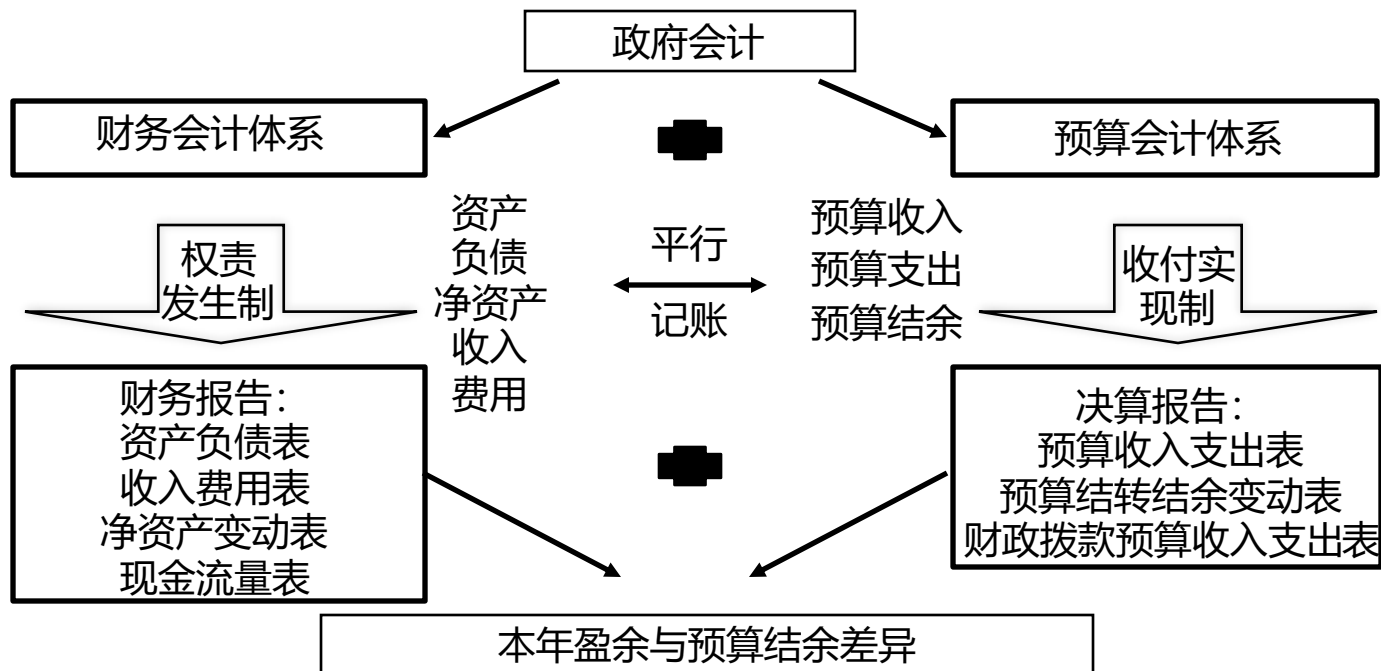 政府会计
财务会计体系
预算会计体系
资产
负债
净资产
收入
费用
平行
记账
预算收入
预算支出
预算结余
权责
发生制
收付实
现制
财务报告：
资产负债表
收入费用表
净资产变动表
现金流量表
决算报告：
预算收入支出表
预算结转结余变动表
财政拨款预算收入支出表
本年盈余与预算结余差异